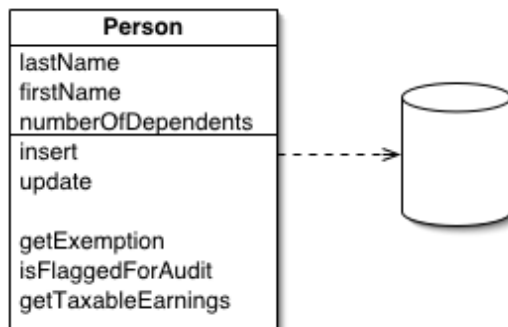 Person
lastName
firstName
numberOfDependents
insert
update
getExemption
isFlaggedForAudit
getTaxableEarnings